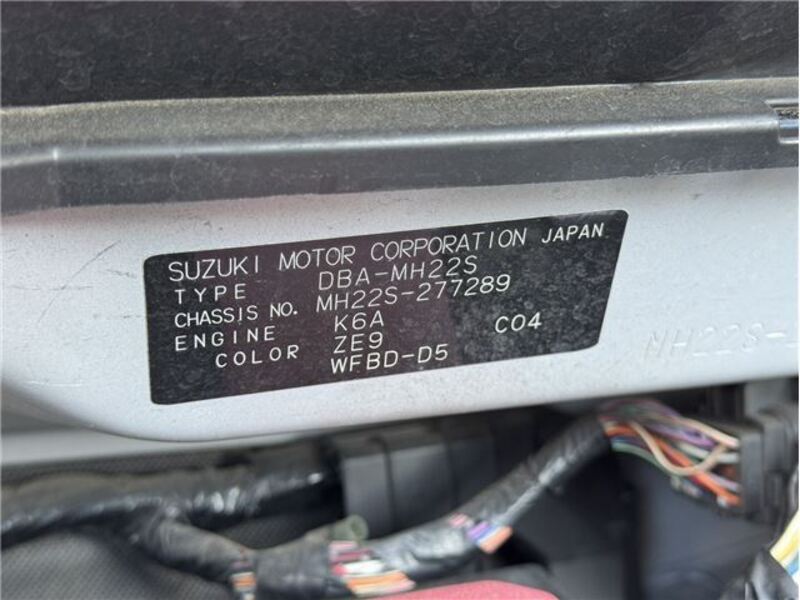 SUZUKI MOTOR CORPORATION JAPAN
TYPE DBA-MH22S
CHASSIS NO. MH22S-277289
ENGINE K6A C04
COLOR ZE9
WFBD-D5
MH22S-